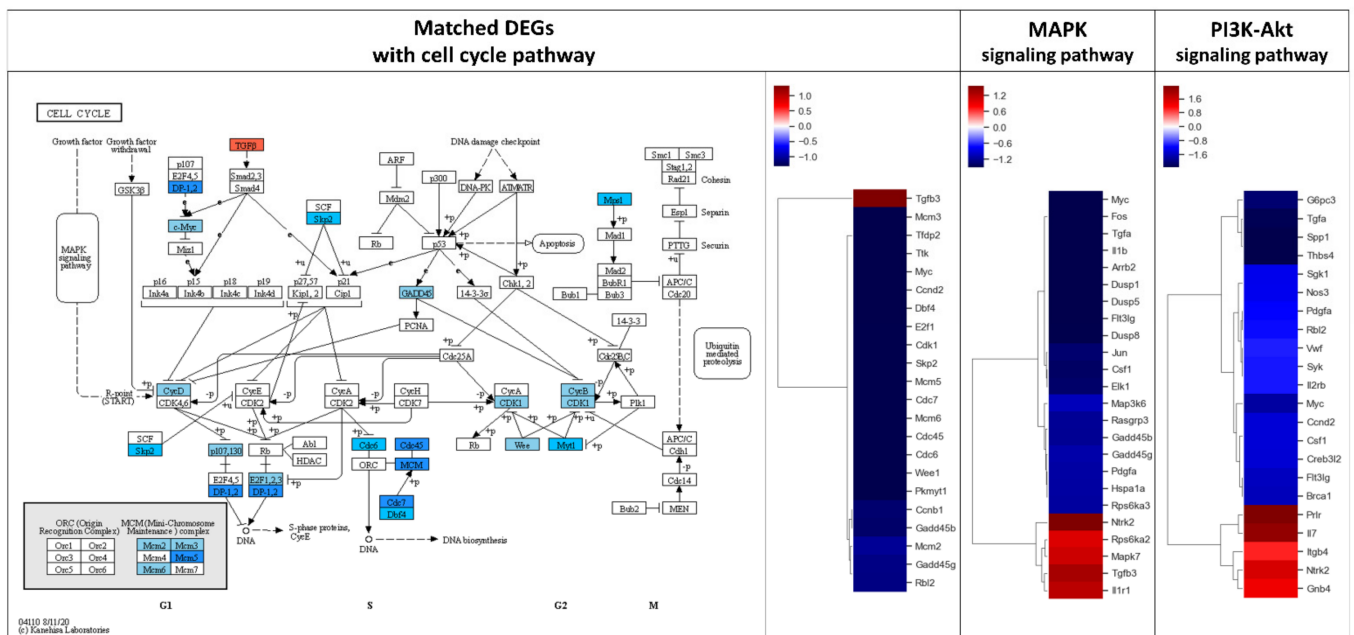 Matched DEGs
with cell cycle pathway
MAPK
signaling pathway
PI3K-Akt
signaling pathway
CELL CYCLE
Growth factor
Growth factor
withdrawal
GSK3β
MAPK
signaling
pathway
R-point
(START)
p107
E2F4,5
DP-1,2
TGFβ
Smad2,3
Smad4
c-Myc
Miz1
SCF
Skp2
ARF
Mdm2
Rb
p300
DNA damage checkpoint
DNA-PK
ATM/ATR
p53
Apoptosis
p16
Ink4a
p15
Ink4b
p18
Ink4c
p19
Ink4d
p27,57
Kip1, 2
p21
Cip1
GADD45
14-3-3σ
Chk1, 2
PCNA
Cdc25A
Mps1
Mad1
Mad2
BubR1
Bub3
Bub1
14-3-3
Cdc25B,C
Smc1
Smc3
Stag1,2
Rad21
Cohesin
Esp1
Separin
PTTG
Securin
APC/C
Cdc20
Ubiquitin
mediated
proteolysis
CycD
CDK4,6
CycE
CDK2
CycA
CDK2
CycH
CDK7
CycA
CDK1
CycB
CDK1
Plk1
SCF
Skp2
p107,130
Rb
Abl
HDAC
Cdc6
Cdc45
ORC
MCM
Rb
Wee
Myt1
APC/C
Cdh1
E2F4,5
DP-1,2
E2F1,2,3
DP-1,2
Cdc7
Dbf4
Cdc14
Bub2
MEN
DNA
S-phase proteins,
CycE
DNA
DNA biosynthesis
ORC (Origin
Recognition Complex)
MCM (Mini-Chromosome
Maintenance) complex
Orc1
Orc2
Orc3
Orc4
Orc5
Orc6
Mcm2
Mcm3
Mcm4
Mcm5
Mcm6
Mcm7
G1
S
G2
M
04110 8/11/20
(c) Kanehisa Laboratories
1.0
0.5
0.0
−0.5
−1.0
Tgfb3
Mcm3
Tfdp2
Ttk
Myc
Ccnd2
Dbf4
E2f1
Cdk1
Skp2
Mcm5
Cdc7
Mcm6
Cdc45
Cdc6
Wee1
Pkmyt1
Ccnb1
Gadd45b
Mcm2
Gadd45g
Rbl2
1.2
0.6
0.0
−0.6
−1.2
Myc
Fos
Tgfa
Il1b
Arrb2
Dusp1
Dusp5
Flt3lg
Dusp8
Jun
Csf1
Elk1
Map3k6
Rasgrp3
Gadd45b
Gadd45g
Pdgfa
Hspa1a
Rps6ka3
Ntrk2
Rps6ka2
Mapk7
Tgfb3
Il1r1
1.6
0.8
0.0
−0.8
−1.6
G6pc3
Tgfa
Spp1
Thbs4
Sgk1
Nos3
Pdgfa
Rbl2
Vwf
Syk
Il2rb
Myc
Ccnd2
Csf1
Creb3l2
Flt3lg
Brca1
Prlr
Il7
Itgb4
Ntrk2
Gnb4